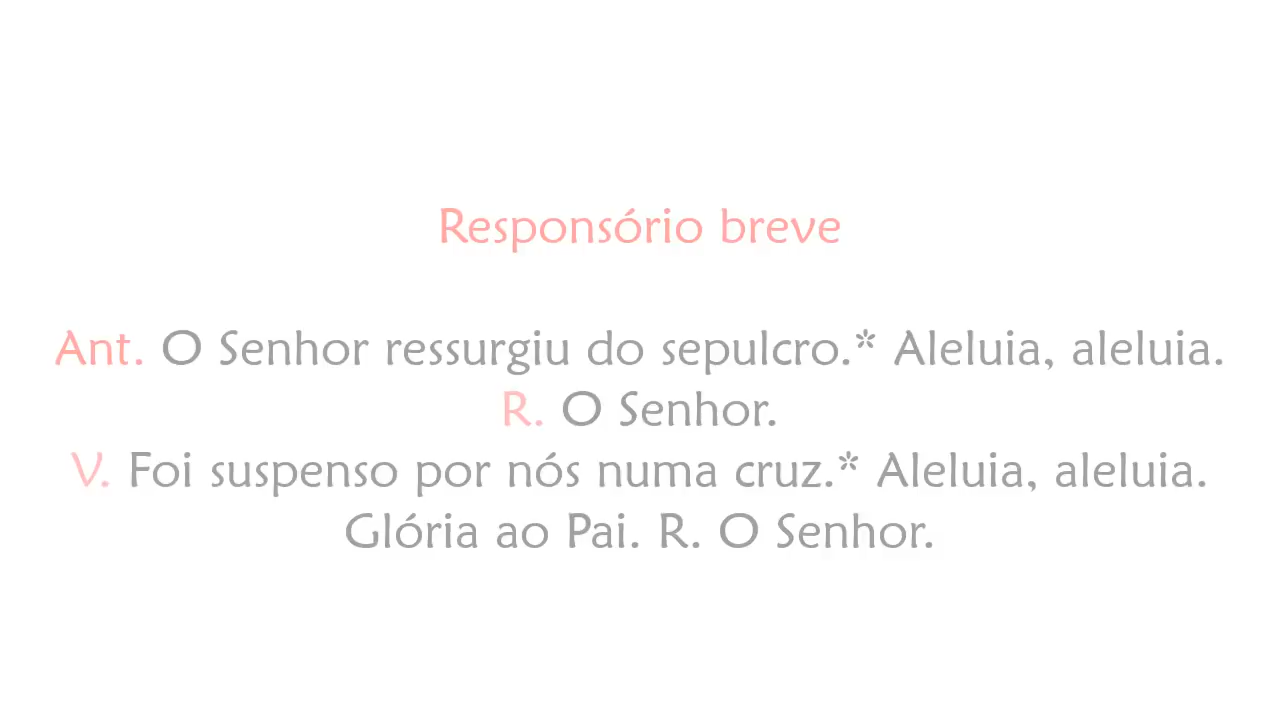 Responsório breve
Ant. O Senhor ressurgiu do sepulcro.* Aleluia, aleluia.
R. O Senhor.
V. Foi suspenso por nós numa cruz.* Aleluia, aleluia.
Glória ao Pai. R. O Senhor.